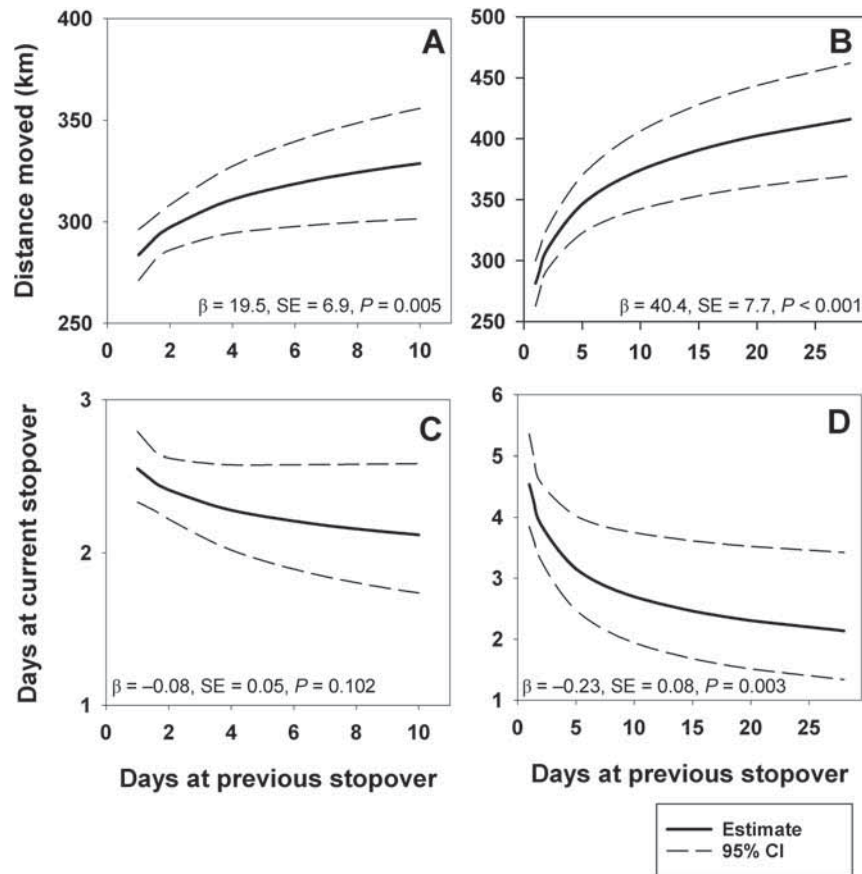 400
350
300
250
Distance moved (km)
A
β = 19.5, SE = 6.9, P = 0.005
0 2 4 6 8 10
500
450
400
350
300
250
B
β = 40.4, SE = 7.7, P < 0.001
0 5 10 15 20 25
3
2
1
Days at current stopover
C
β = –0.08, SE = 0.05, P = 0.102
0 2 4 6 8 10
Days at previous stopover
6
5
4
3
2
1
D
β = –0.23, SE = 0.08, P = 0.003
0 5 10 15 20 25
Days at previous stopover
Estimate
95% CI